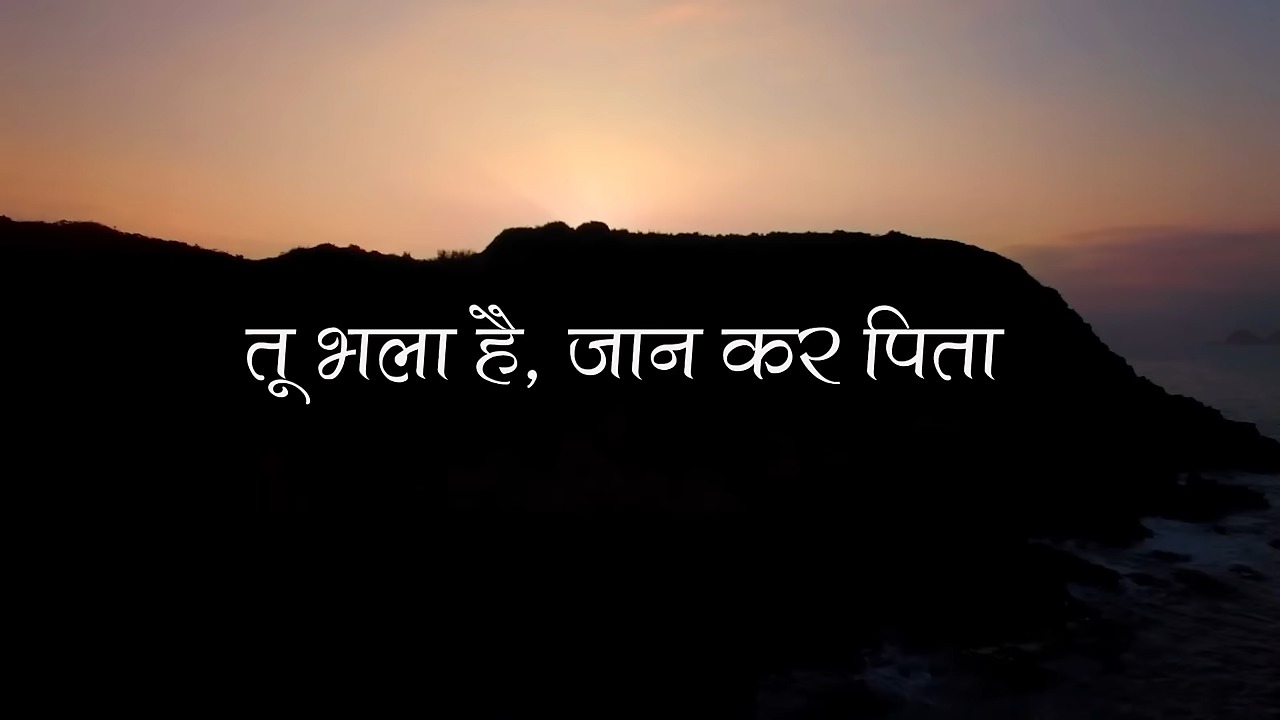 तू भला है, जान कर पिता